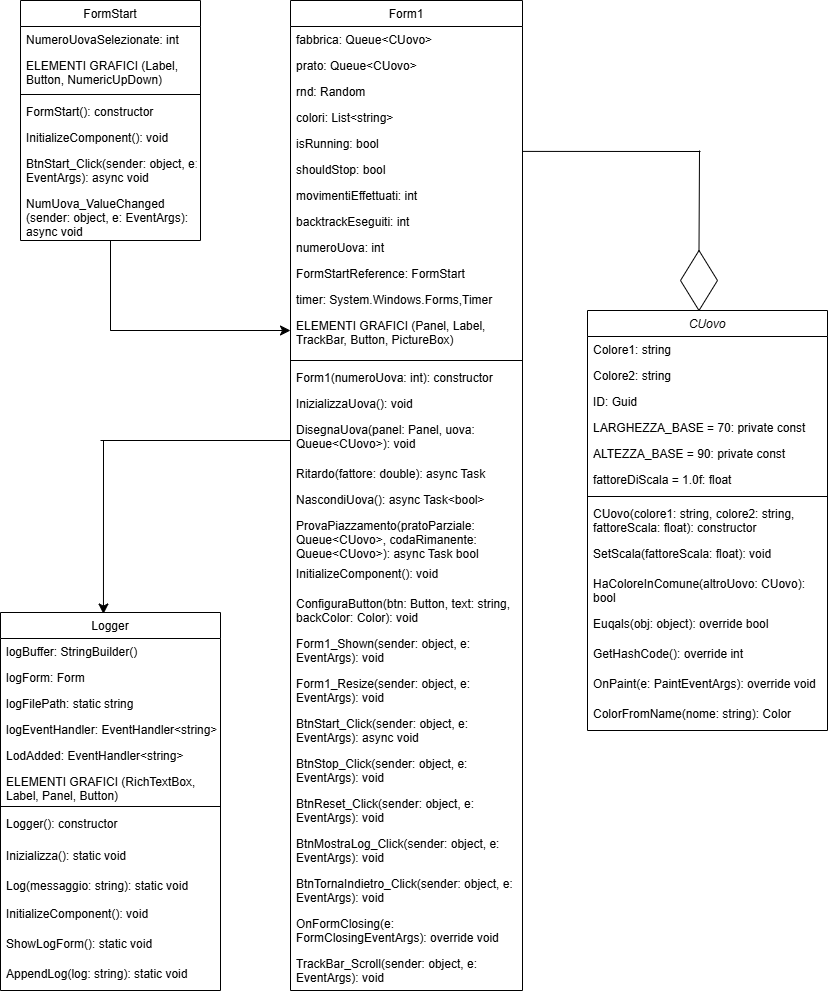 FormStart
NumeroUovaSelezionate: int
ELEMENTI GRAFICI (Label,
Button, NumericUpDown)
FormStart(): constructor
InitializeComponent(): void
BtnStart_Click(sender: object, e:
EventArgs): async void
NumUova_ValueChanged
(sender: object, e: EventArgs):
async void
Form1
fabbrica: Queue<CUovo>
prato: Queue<CUovo>
rnd: Random
colori: List<string>
isRunning: bool
shouldStop: bool
movimentiEffettuati: int
backtrackEseguiti: int
numeroUova: int
FormStartReference: FormStart
timer: System.Windows.Forms,Timer
ELEMENTI GRAFICI (Panel, Label,
TrackBar, Button, PictureBox)
Form1(numeroUova: int): constructor
InizializzaUova(): void
DisegnaUova(panel: Panel, uova:
Queue<CUovo>): void
Ritardo(fattore: double): async Task
NascondiUova(): async Task<bool>
ProvaPiazzamento(pratoParziale:
Queue<CUovo>, codaRimanente:
Queue<CUovo>): async Task bool
InitializeComponent(): void
ConfiguraButton(btn: Button, text: string,
backColor: Color): void
Form1_Shown(sender: object, e:
EventArgs): void
Form1_Resize(sender: object, e:
EventArgs): void
BtnStart_Click(sender: object, e:
EventArgs): async void
BtnStop_Click(sender: object, e:
EventArgs): void
BtnReset_Click(sender: object, e:
EventArgs): void
BtnMostraLog_Click(sender: object, e:
EventArgs): void
BtnTornaIndietro_Click(sender: object, e:
EventArgs): void
OnFormClosing(e:
FormClosingEventArgs): override void
TrackBar_Scroll(sender: object, e:
EventArgs): void
CUovo
Colore1: string
Colore2: string
ID: Guid
LARGHEZZA_BASE = 70: private const
ALTEZZA_BASE = 90: private const
fattoreDiScala = 1.0f: float
CUovo(colore1: string, colore2: string,
fattoreScala: float): constructor
SetScala(fattoreScala: float): void
HaColoreInComune(altroUovo: CUovo):
bool
Euqals(obj: object): override bool
GetHashCode(): override int
OnPaint(e: PaintEventArgs): override void
ColorFromName(nome: string): Color
Logger
logBuffer: StringBuilder()
logForm: Form
logFilePath: static string
logEventHandler: EventHandler<string>
LodAdded: EventHandler<string>
ELEMENTI GRAFICI (RichTextBox,
Label, Panel, Button)
Logger(): constructor
Inizializza(): static void
Log(messaggio: string): static void
InitializeComponent(): void
ShowLogForm(): static void
AppendLog(log: string): static void